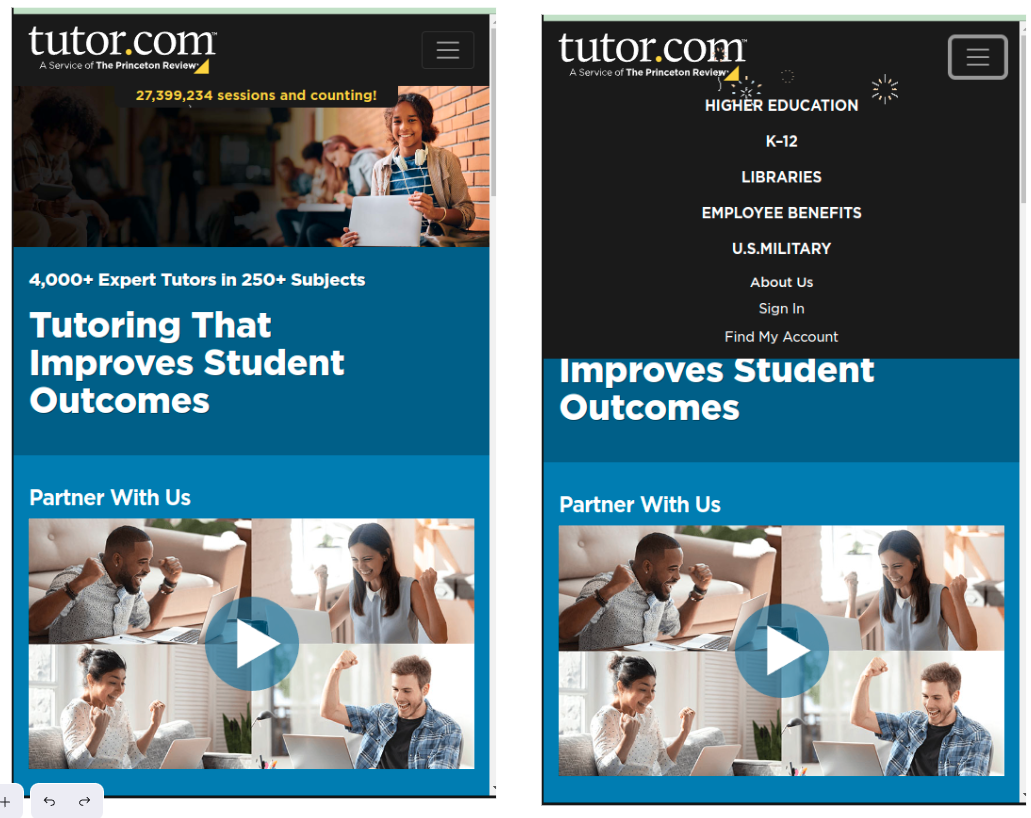 tutor.com™
A Service of The Princeton Review®
27,399,234 sessions and counting!
4,000+ Expert Tutors in 250+ Subjects
Tutoring That
Improves Student
Outcomes
Partner With Us
tutor.com™
A Service of The Princeton Review®
HIGHER EDUCATION
K-12
LIBRARIES
EMPLOYEE BENEFITS
U.S.MILITARY
About Us
Sign In
Find My Account
Improves Student
Outcomes
Partner With Us